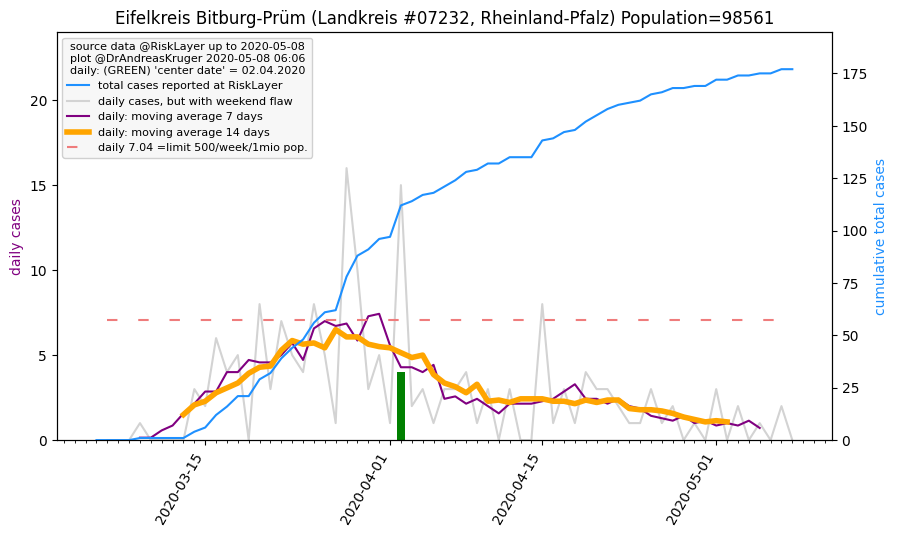 Eifelkreis Bitburg-Prüm (Landkreis #07232, Rheinland-Pfalz) Population=98561
source data @RiskLayer up to 2020-05-08
plot @DrAndreasKruger 2020-05-08 06:06
daily: (GREEN) 'center date' = 02.04.2020
total cases reported at RiskLayer
daily cases, but with weekend flaw
daily: moving average 7 days
daily: moving average 14 days
daily 7.04 =limit 500/week/1mio pop.
daily cases
20
15
10
5
0
cumulative total cases
175
150
125
100
75
50
25
0
2020-03-15
2020-04-01
2020-04-15
2020-05-01